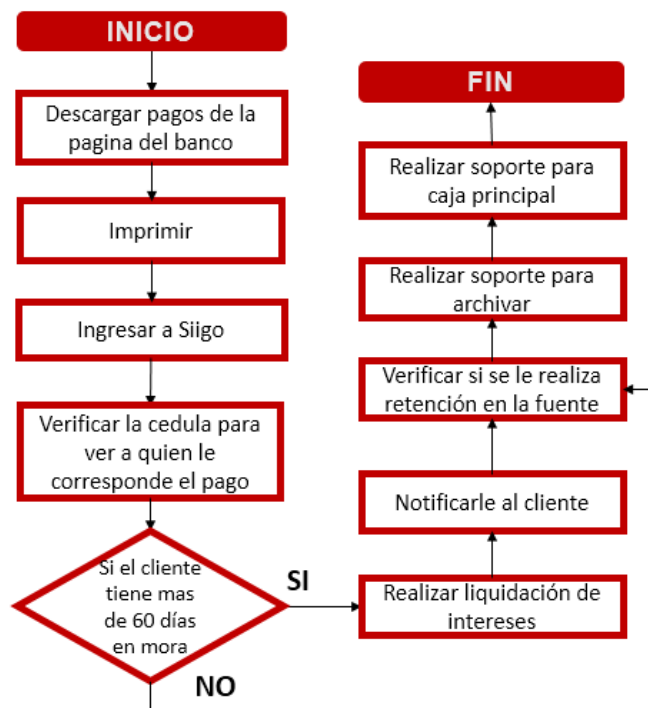 INICIO
Descargar pagos de la
pagina del banco
Imprimir
Ingresar a Siigo
Verificar la cedula para
ver a quien le
corresponde el pago
Si el cliente
tiene mas
de 60 días
en mora
SI
NO
Realizar liquidación de
intereses
Notificarle al cliente
Verificar si se le realiza
retención en la fuente
Realizar soporte para
archivar
Realizar soporte para
caja principal
FIN